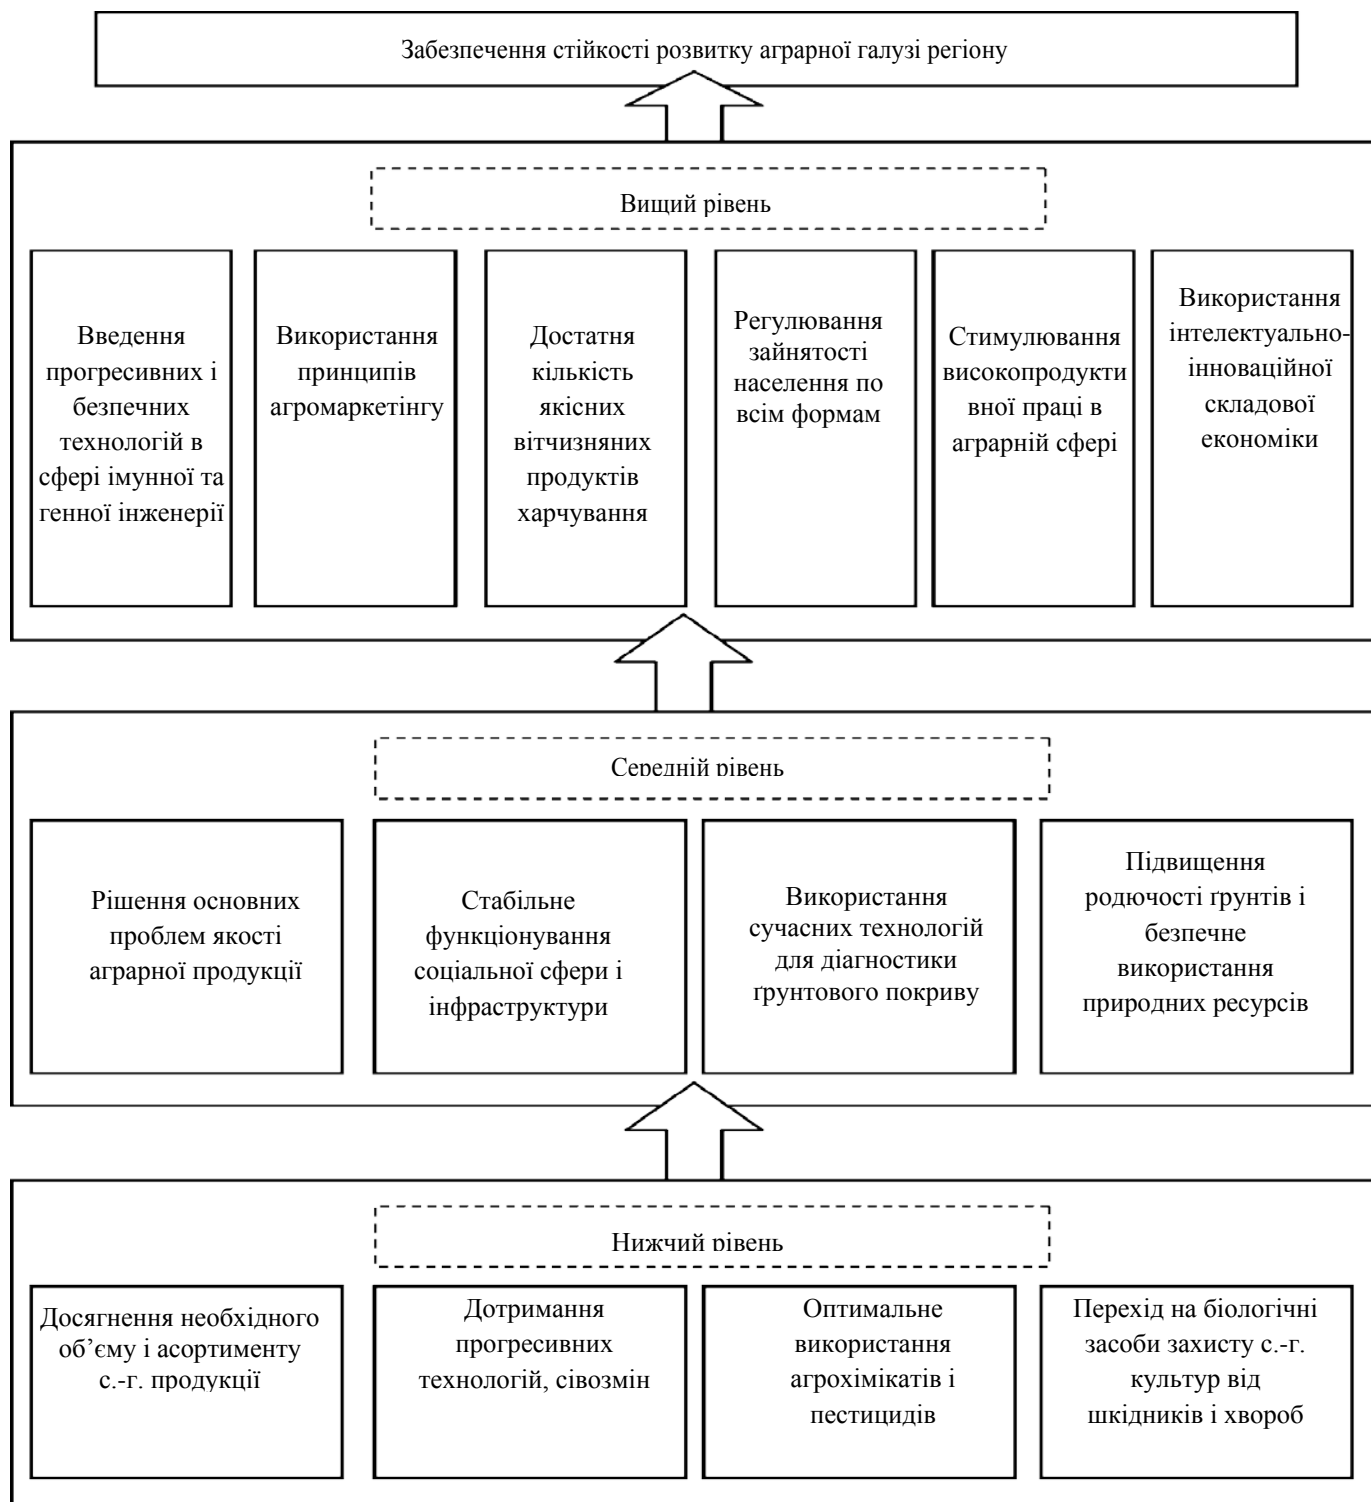 Забезпечення стійкості розвитку аграрної галузі регіону
Вищий рівень
Введення
прогресивних і
безпечних
технологій в
сфері імунної та
генної інженерії
Використання
принципів
агромаркетінгу
Достатня
кількість
якісних
вітчизняних
продуктів
харчування
Регулювання
зайнятості
населення по
всім формам
Стимулювання
високопродукти
вної праці в
аграрній сфері
Використання
інтелектуально-
інноваційної
складової
економіки
Середній рівень
Рішення основних
проблем якості
аграрної продукції
Стабільне
функціонування
соціальної сфери і
інфраструктури
Використання
сучасних технологій
для діагностики
ґрунтового покриву
Підвищення
родючості ґрунтів і
безпечне
використання
природних ресурсів
Нижчий рівень
Досягнення необхідного
об’єму і асортименту
с.-г. продукції
Дотримання
прогресивних
технологій, сівозмін
Оптимальне
використання
агрохімікатів і
пестицидів
Перехід на біологічні
засоби захисту с.-г.
культур від
шкідників і хвороб